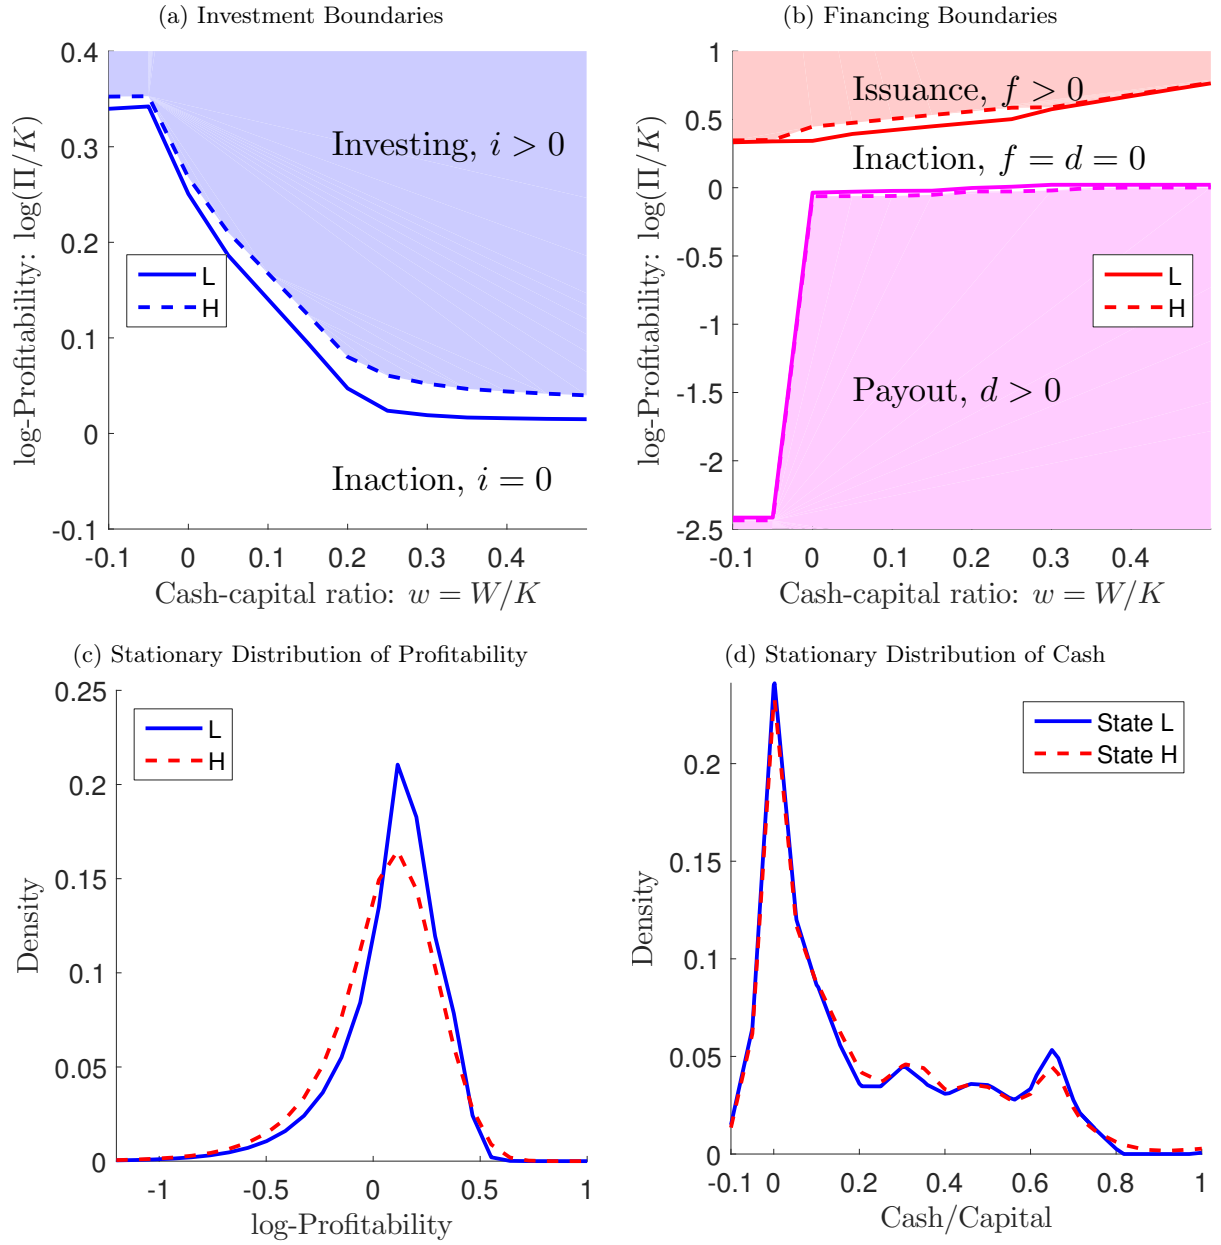 (a) Investment Boundaries
log-Profitability: log(Π/K)
0.4
0.3
0.2
0.1
0
-0.1
Investing, i > 0
L
H
Inaction, i = 0
-0.1
0
0.1
0.2
0.3
0.4
Cash-capital ratio: w = W/K
(b) Financing Boundaries
log-Profitability: log(Π/K)
1
0.5
0
-0.5
-1
-1.5
-2
-2.5
Issuance, f > 0
Inaction, f = d = 0
L
H
Payout, d > 0
-0.1
0
0.1
0.2
0.3
0.4
Cash-capital ratio: w = W/K
(c) Stationary Distribution of Profitability
Density
0.25
0.2
0.15
0.1
0.05
0
L
H
-1
-0.5
0
0.5
1
log-Profitability
(d) Stationary Distribution of Cash
Density
0.2
0.15
0.1
0.05
0
State L
State H
-0.1
0
0.2
0.4
0.6
0.8
1
Cash/Capital